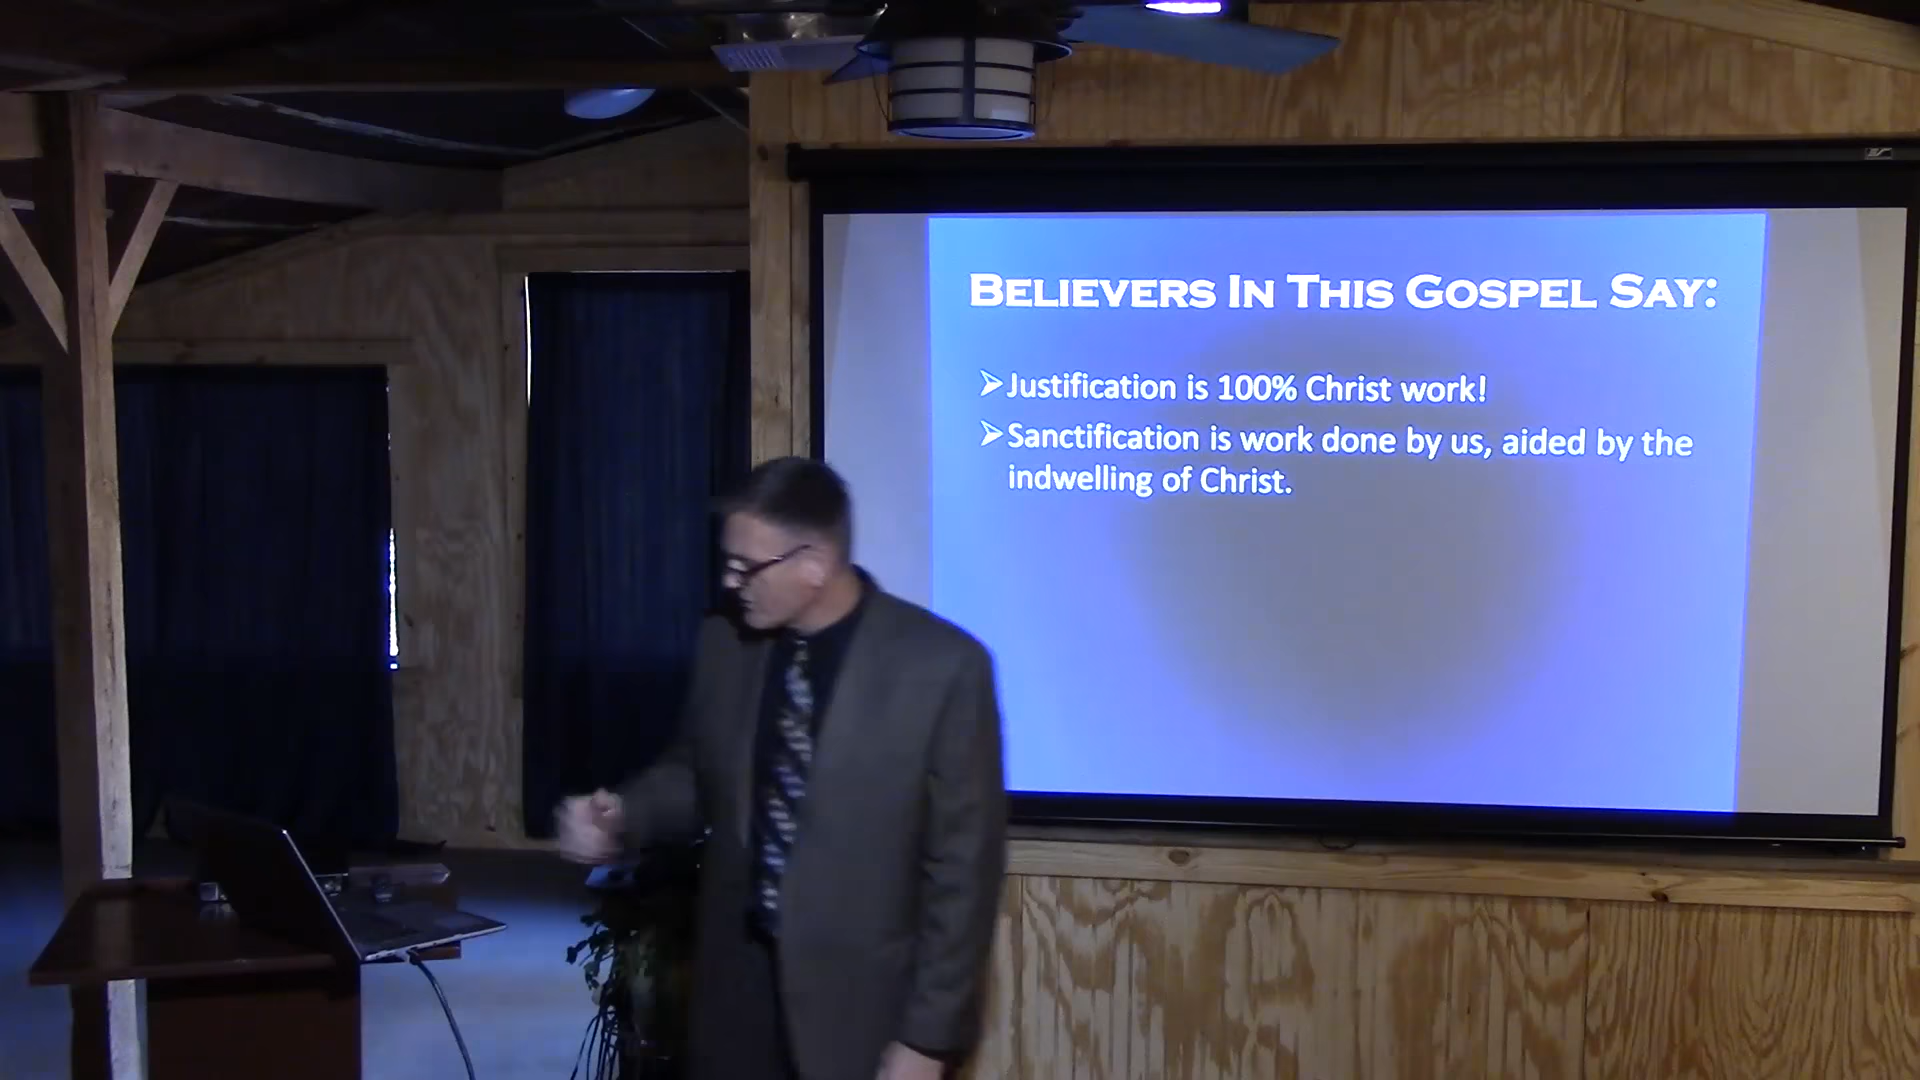 BELIEVERS IN THIS GOSPEL SAY:
Justification is 100% Christ work!
Sanctification is work done by us, aided by the
indwelling of Christ.